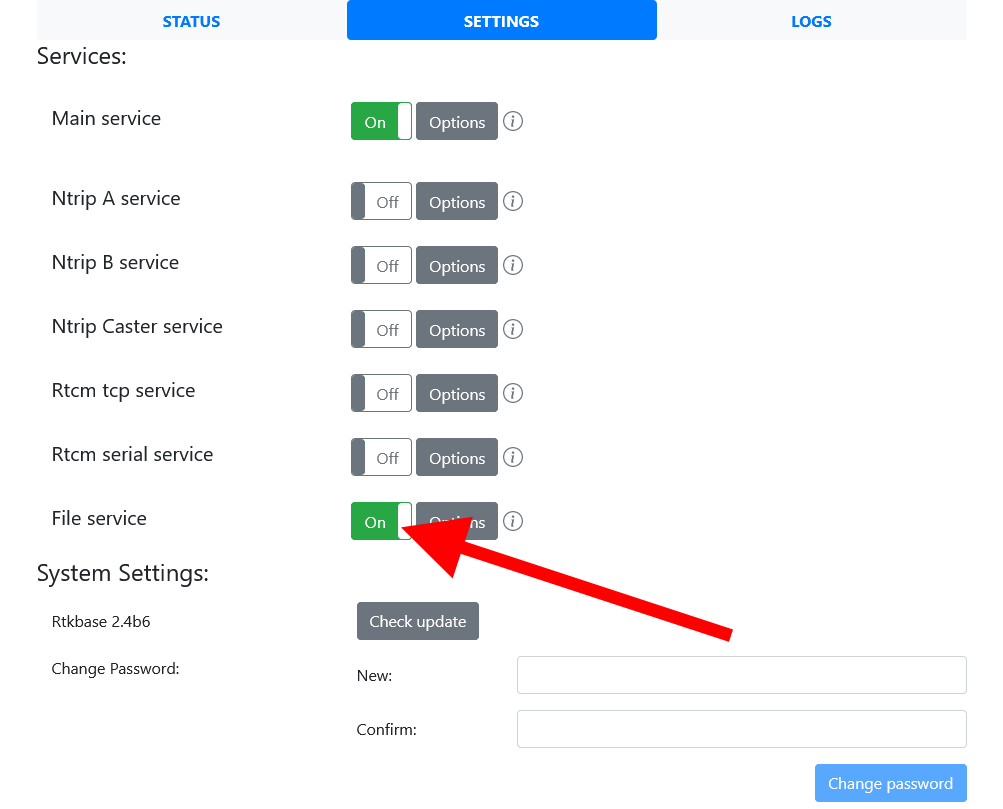 STATUS SETTINGS LOGS
Services:
Main service On Options i
Ntrip A service Off Options i
Ntrip B service Off Options i
Ntrip Caster service Off Options i
Rtcm tcp service Off Options i
Rtcm serial service Off Options i
File service On Options i
System Settings:
Rtkbase 2.4b6 Check update
Change Password: New:
Confirm:
Change password